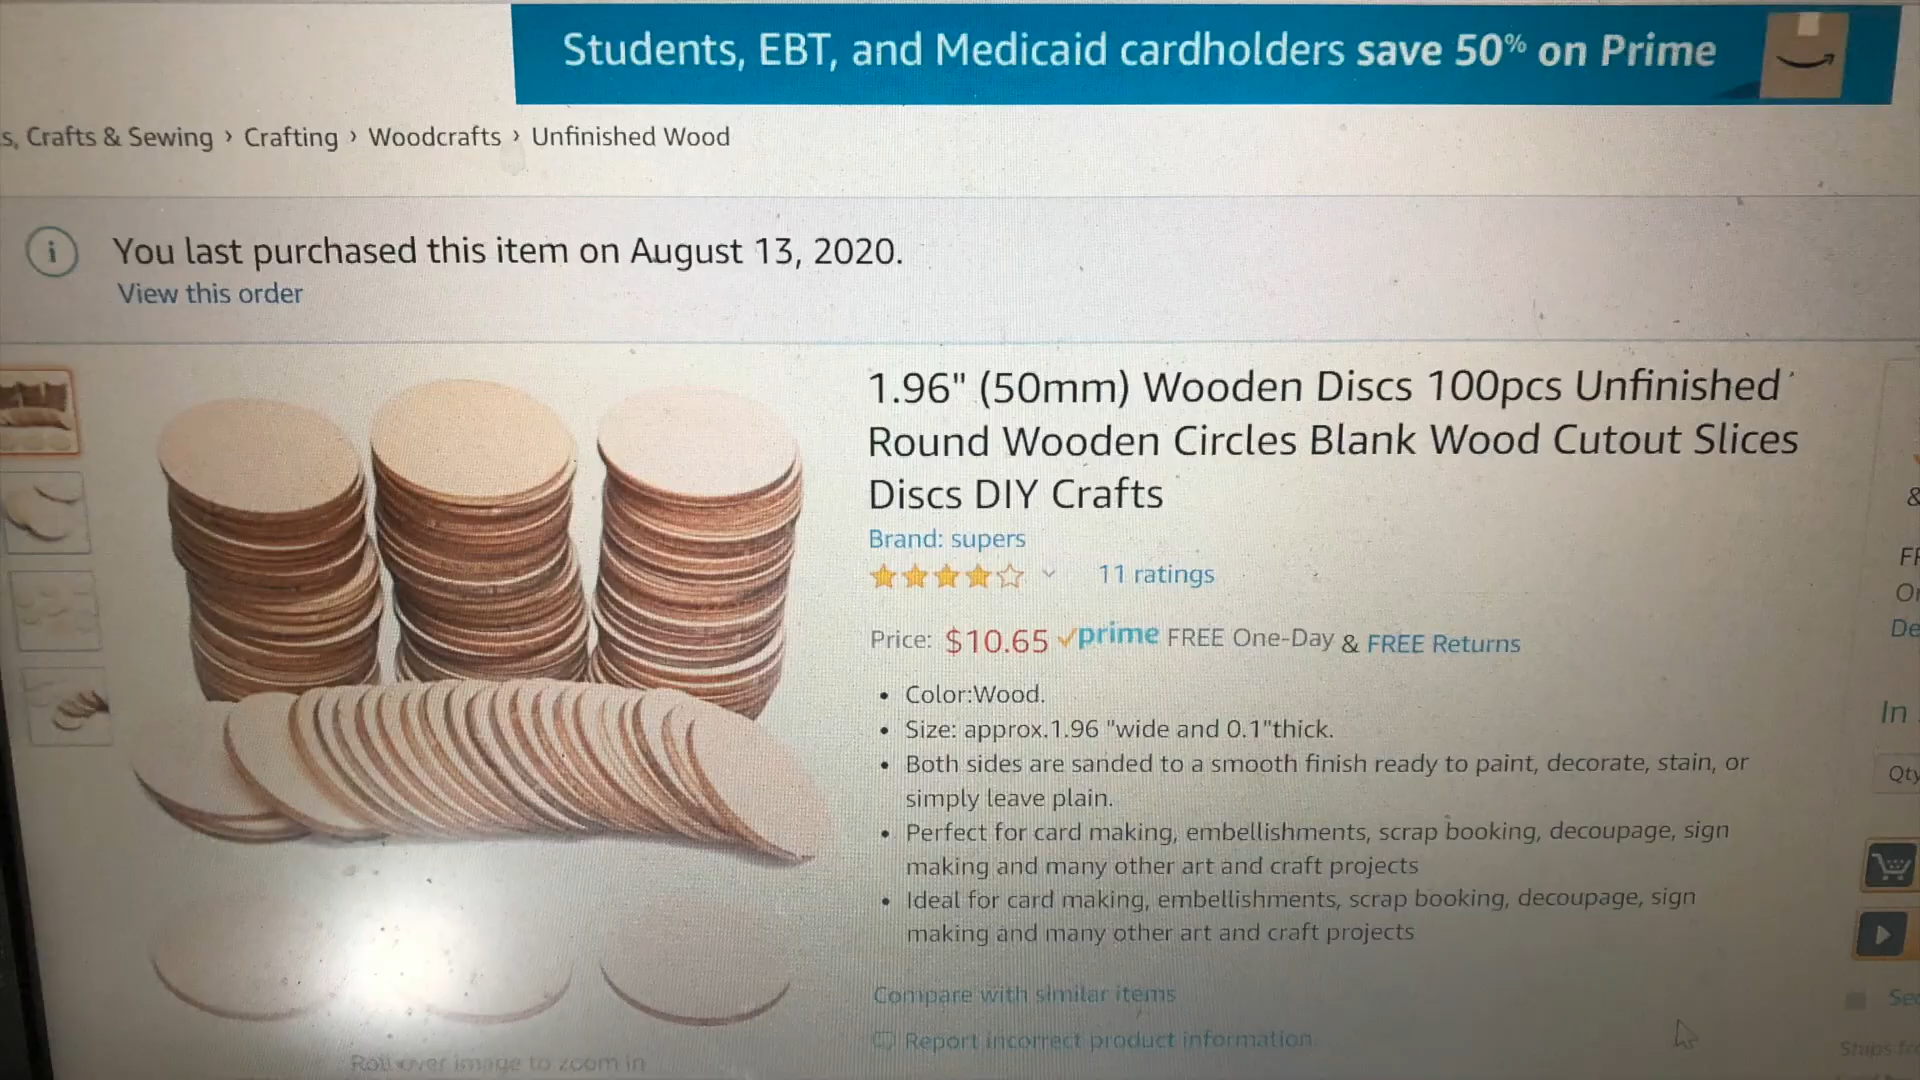 Students, EBT, and Medicaid cardholders save 50% on Prime
s, Crafts & Sewing › Crafting › Woodcrafts › Unfinished Wood
i
You last purchased this item on August 13, 2020.
View this order
1.96" (50mm) Wooden Discs 100pcs Unfinished
Round Wooden Circles Blank Wood Cutout Slices
Discs DIY Crafts
Brand: supers
11 ratings
Price: $10.65 prime FREE One-Day & FREE Returns
• Color:Wood.
• Size: approx.1.96 "wide and 0.1"thick.
• Both sides are sanded to a smooth finish ready to paint, decorate, stain, or
simply leave plain.
• Perfect for card making, embellishments, scrap booking, decoupage, sign
making and many other art and craft projects
• Ideal for card making, embellishments, scrap booking, decoupage, sign
making and many other art and craft projects
Compare with similar items
Report incorrect product information.
Roll over image to zoom in
&
De
In
Qty
Ships